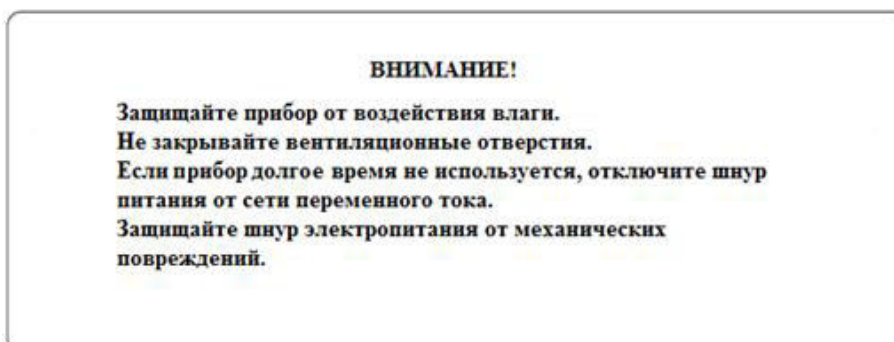 ВНИМАНИЕ!
Защищайте прибор от воздействия влаги.
Не закрывайте вентиляционные отверстия.
Если прибор долгое время не используется, отключите шнур
питания от сети переменного тока.
Защищайте шнур электропитания от механических
повреждений.